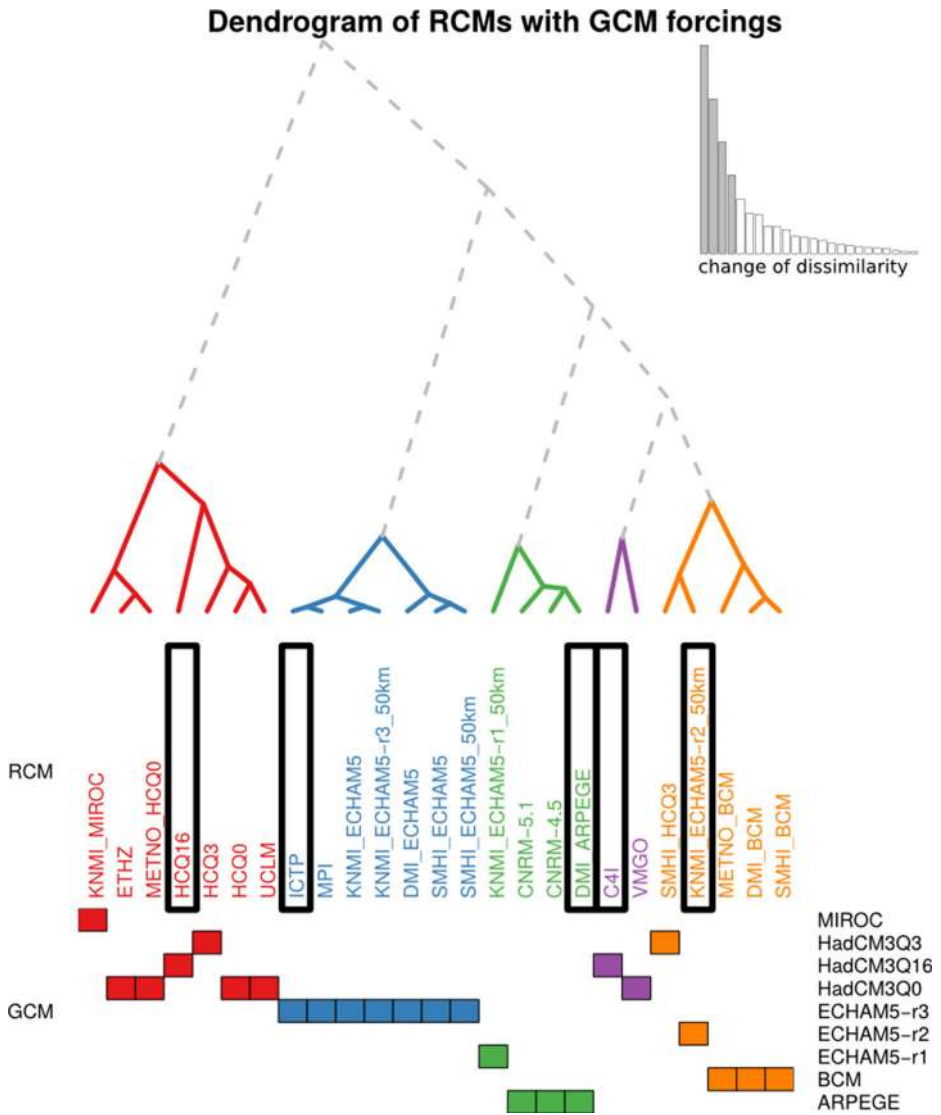 Dendrogram of RCMs with GCM forcings
change of dissimilarity
RCM
KNMI_MIROC
ETHZ
METNO_HCQ0
HCQ16
HCQ3
HCQ0
UCLM
ICTP
MPI
KNMI_ECHAM5
KNMI_ECHAM5-r3_50km
DMI_ECHAM5
SMHI_ECHAM5
SMHI_ECHAM5_50km
KNMI_ECHAM5-r1_50km
CNRM-5.1
CNRM-4.5
DMI_ARPEGE
C4I
VMGO
SMHI_HCQ3
KNMI_ECHAM5-r2_50km
METNO_BCM
DMI_BCM
SMHI_BCM
GCM
MIROC
HadCM3Q3
HadCM3Q16
HadCM3Q0
ECHAM5-r3
ECHAM5-r2
ECHAM5-r1
BCM
ARPEGE